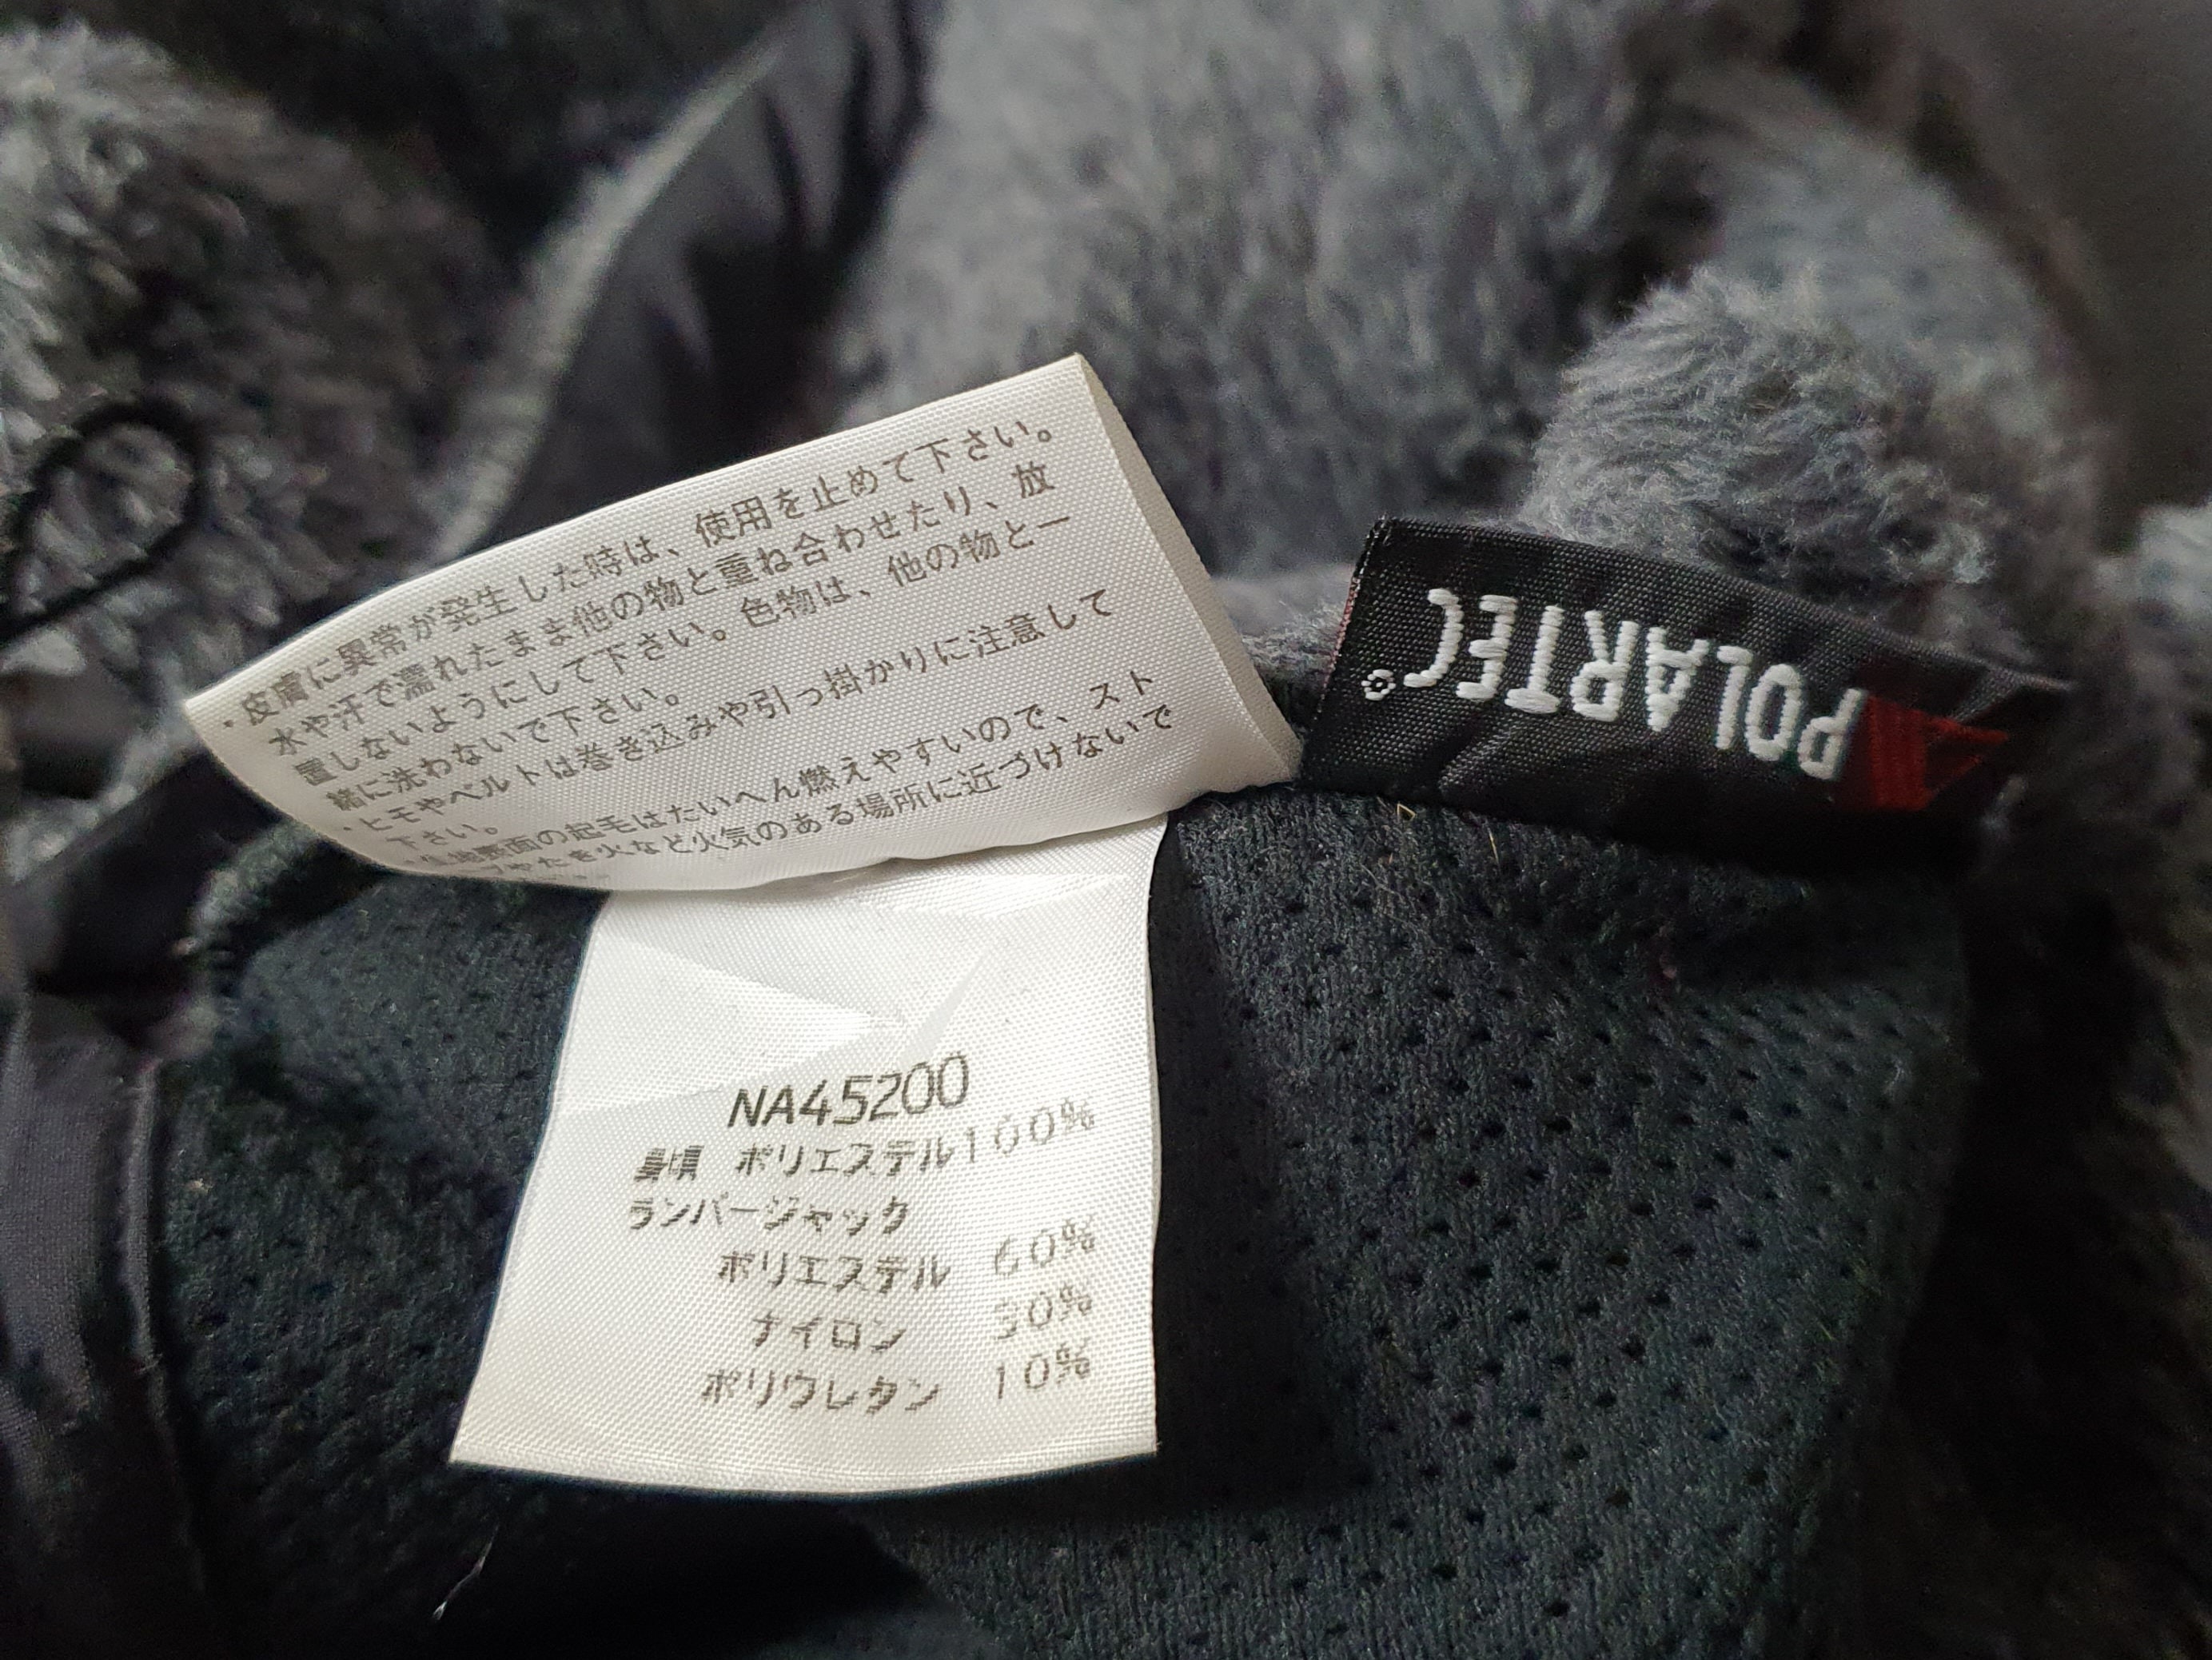 ・皮膚に異常が発生した時は、使用を止めて下さい。
水や汗で濡れたまま他の物と重ね合わせたり、放
置しないようにして下さい。色物は、他の物と一
緒に洗わないで下さい。
・ヒモやベルトは巻き込みや引っ掛かりに注意して
下さい。
表面の起毛はたいへん燃えやすいので、スト
やたき火など火気のある場所に近づけないで
POLARTEC®
NA45200
身頃 ポリエステル100%
ランバージャック
ポリエステル 60%
ナイロン 30%
ポリウレタン 10%